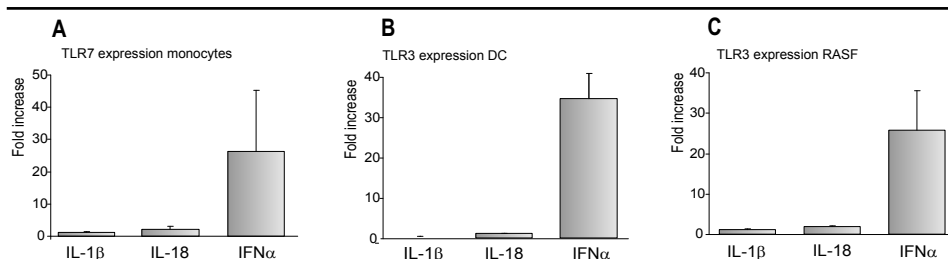 A
TLR7 expression monocytes
Fold increase
50
40
30
20
10
0
IL-1β IL-18 IFNα
B
TLR3 expression DC
Fold increase
40
30
20
10
0
IL-1β IL-18 IFNα
C
TLR3 expression RASF
Fold increase
40
30
20
10
0
IL-1β IL-18 IFNα